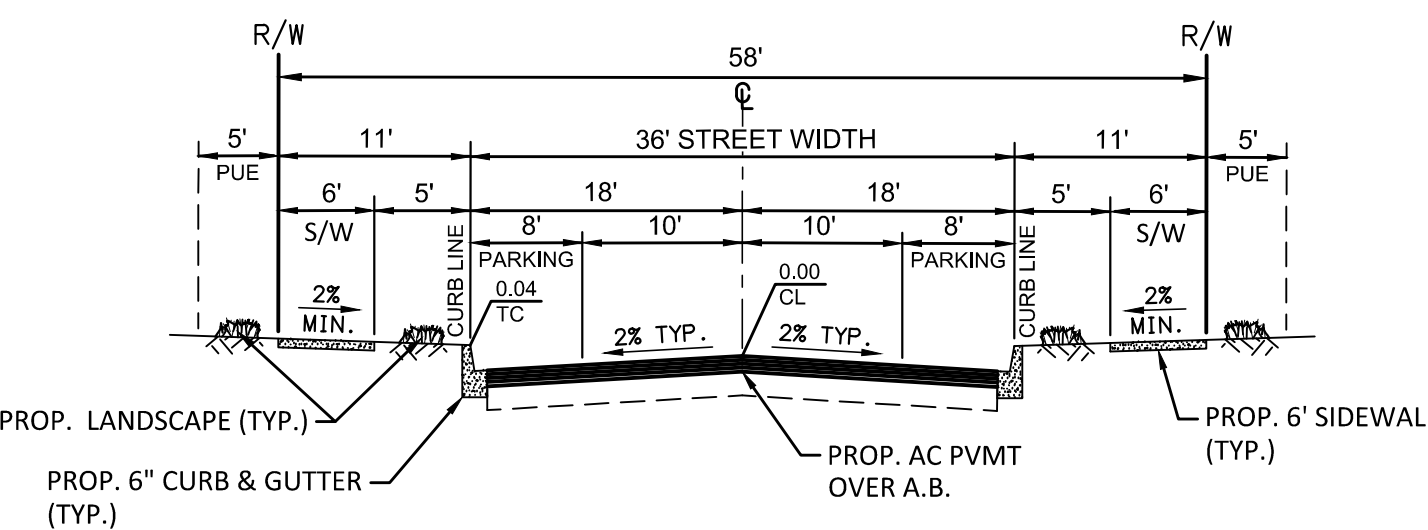 R/W
R/W
58'
CL
5'
11'
36' STREET WIDTH
11'
5'
PUE
PUE
6'
5'
18'
18'
5'
6'
S/W
S/W
8'
10'
10'
8'
PARKING
PARKING
CURB LINE
CURB LINE
0.04
TC
0.00
CL
2%
MIN.
2% TYP.
2% TYP.
2%
MIN.
PROP. LANDSCAPE (TYP.)
PROP. 6" CURB & GUTTER
(TYP.)
PROP. AC PVMT
OVER A.B.
PROP. 6' SIDEWAL
(TYP.)